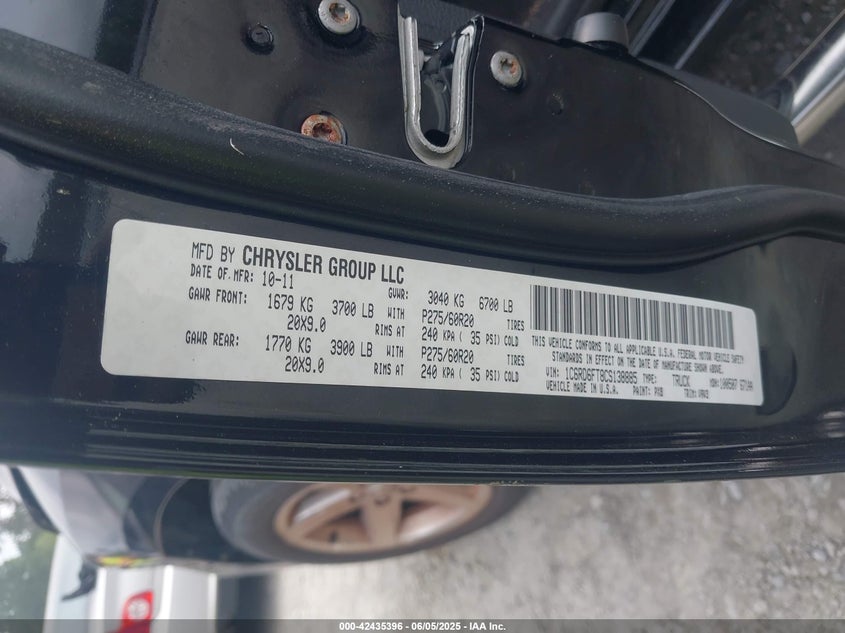 MFD BY CHRYSLER GROUP LLC
DATE OF MFR: 10-11 GVWR: 3040 KG 6700 LB
GAWR FRONT: 1679 KG 3700 LB WITH P275/60R20 TIRES
20X9.0 RIMS AT 240 KPA ( 35 PSI) COLD
GAWR REAR: 1770 KG 3900 LB WITH P275/60R20 TIRES
20X9.0 RIMS AT 240 KPA ( 35 PSI) COLD
THIS VEHICLE CONFORMS TO ALL APPLICABLE U.S.A. FEDERAL MOTOR VEHICLE SAFETY
STANDARDS IN EFFECT ON THE DATE OF MANUFACTURE SHOWN ABOVE.
VIN: 1C6RD6FT8CS138885 TYPE: TRUCK MDH:
VEHICLE MADE IN U.S.A. PAINT: PXB TRIM:
000-42435396 - 06/05/2025 - IAA Inc.